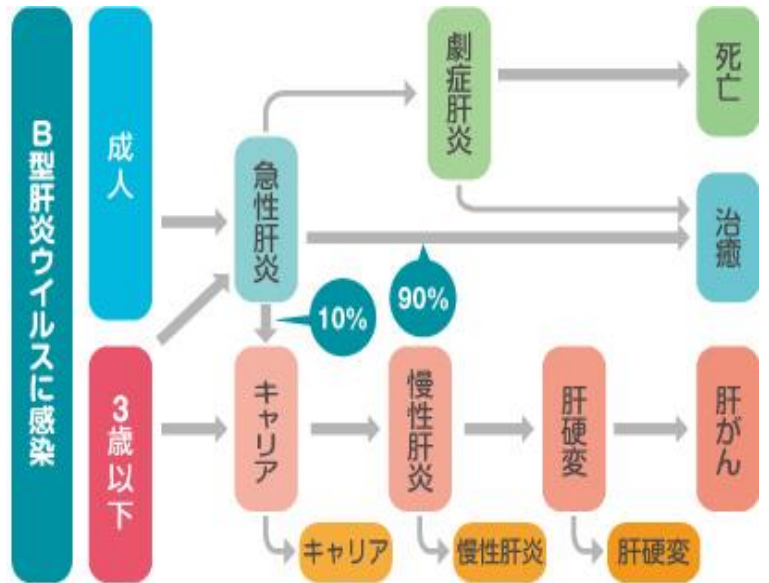 B型肝炎ウイルスに感染
成人
3歳以下
急性肝炎
劇症肝炎
死亡
治癒
90%
10%
キャリア
慢性肝炎
肝硬変
肝がん
キャリア
慢性肝炎
肝硬変